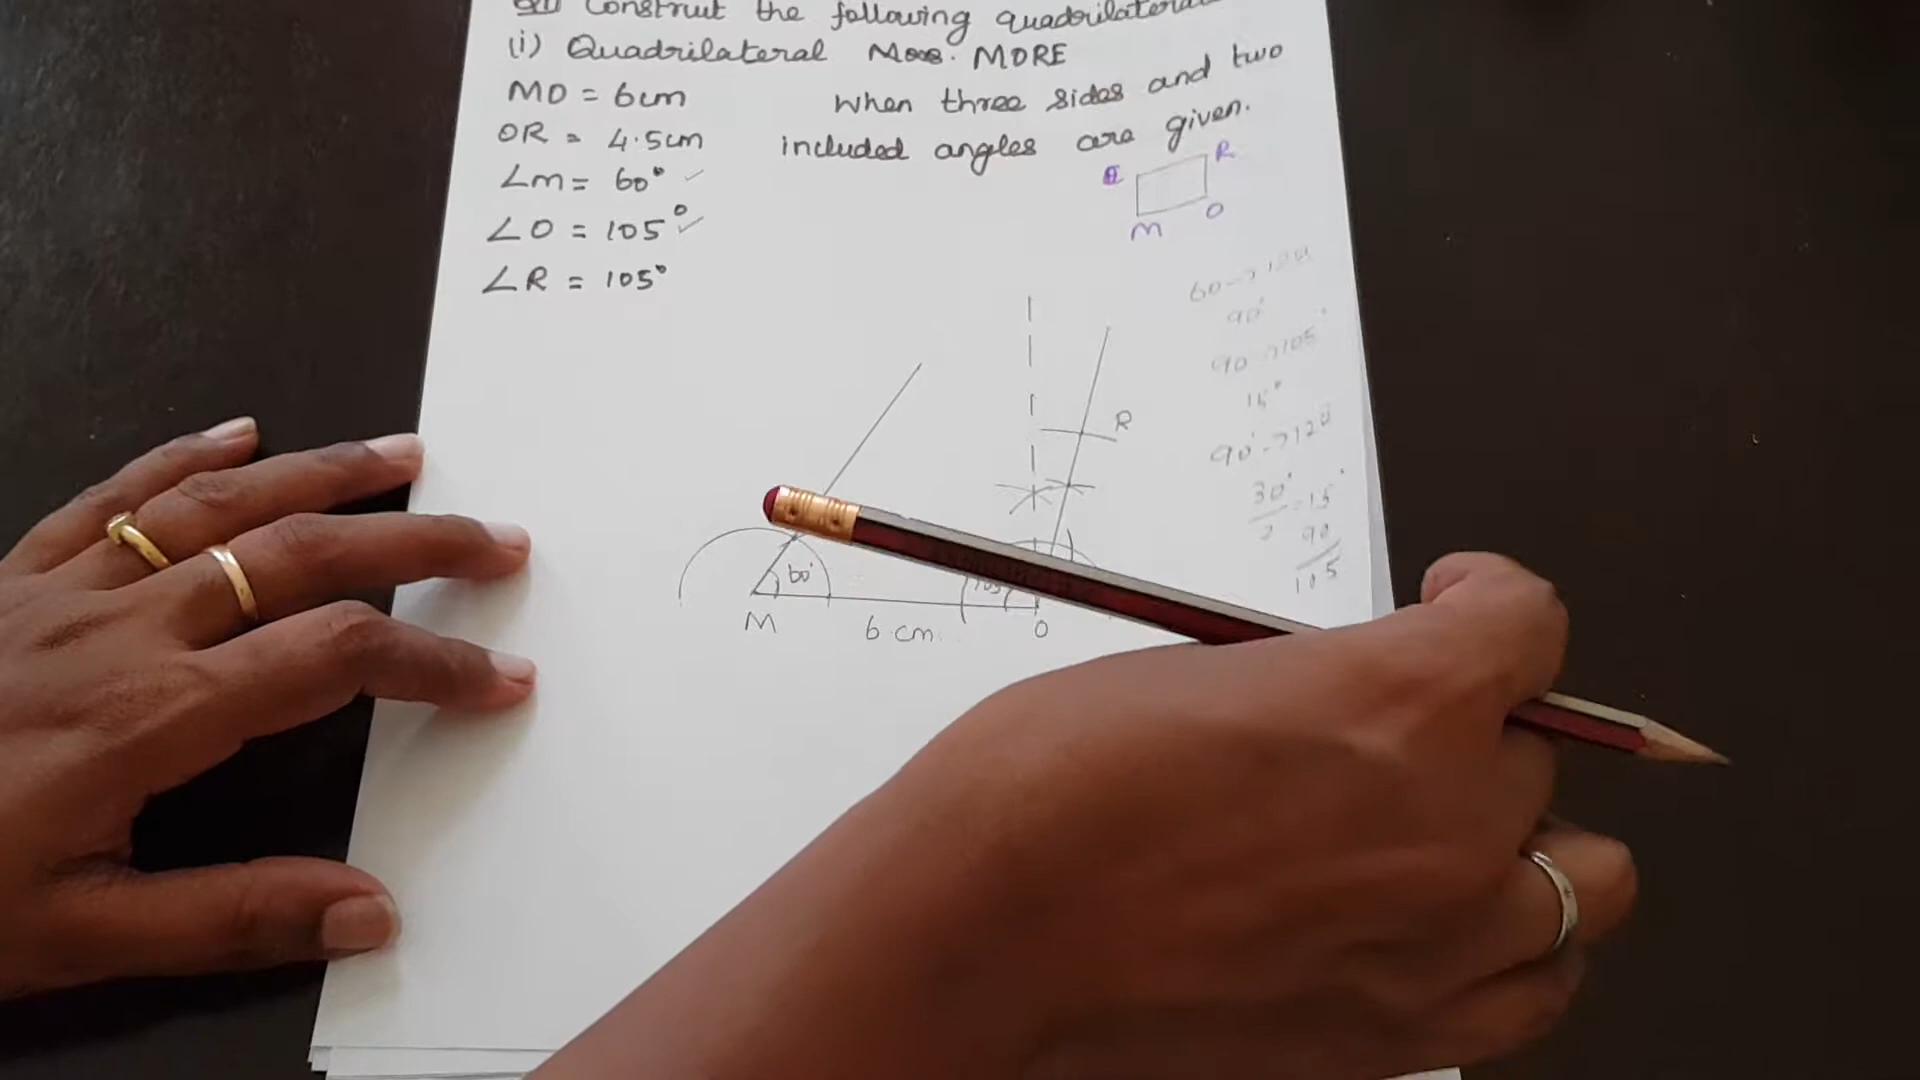 Construct the following quadrilateral
(i) Quadrilateral MORE
MO = 6cm
When three sides and two
OR = 4.5cm
included angles are given.
∠M = 60°
∠O = 105°
∠R = 105°
R
M
O
60->120
90°
90->105°
15°
90°->120
30°/2 = 15°
90
105
R
60°
105
M
6 cm.
O